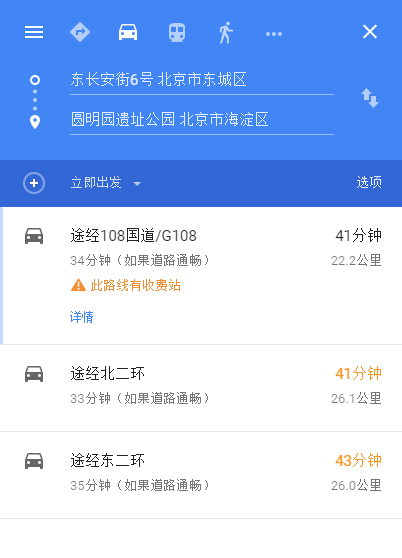 东长安街6号 北京市东城区
圆明园遗址公园 北京市海淀区
立即出发 选项
途经108国道/G108 41分钟
34分钟（如果道路通畅） 22.2公里
此路线有收费站
详情
途经北二环 41分钟
33分钟（如果道路通畅） 26.1公里
途经东二环 43分钟
35分钟（如果道路通畅） 26.0公里